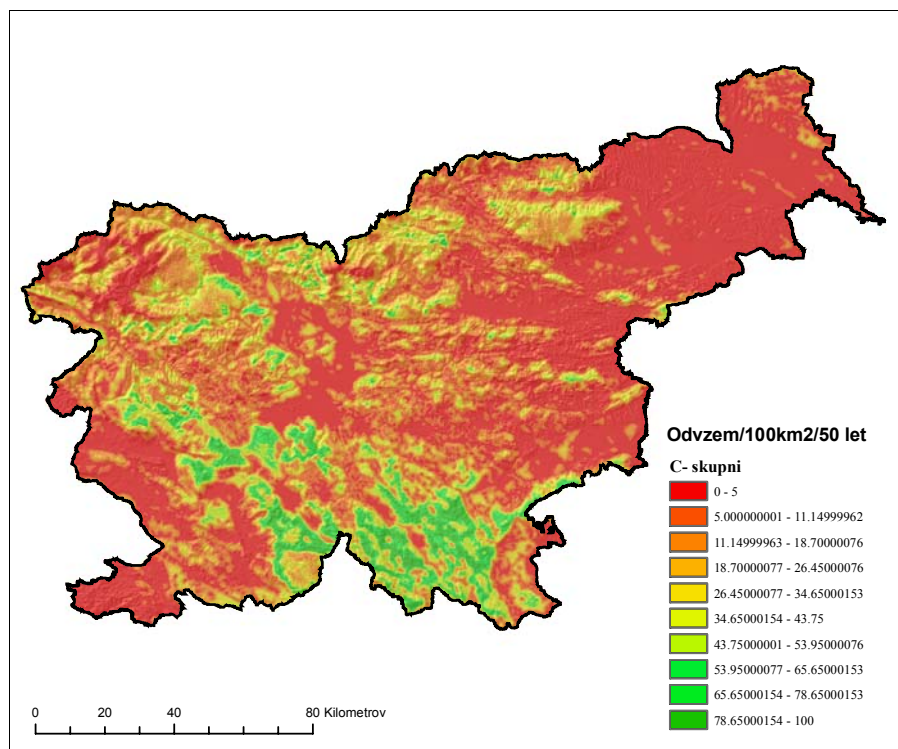 Odvzem/100km2/50 let
C- skupni
0 - 5
5.000000001 - 11.14999962
11.14999963 - 18.70000076
18.70000077 - 26.45000076
26.45000077 - 34.65000153
34.65000154 - 43.75
43.75000001 - 53.95000076
53.95000077 - 65.65000153
65.65000154 - 78.65000153
78.65000154 - 100
0 20 40 80 Kilometrov